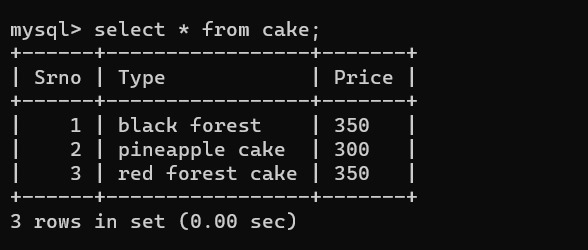 mysql> select * from cake;
+------+-----------------+-------+
| Srno | Type            | Price |
+------+-----------------+-------+
|    1 | black forest    | 350   |
|    2 | pineapple cake  | 300   |
|    3 | red forest cake | 350   |
+------+-----------------+-------+
3 rows in set (0.00 sec)